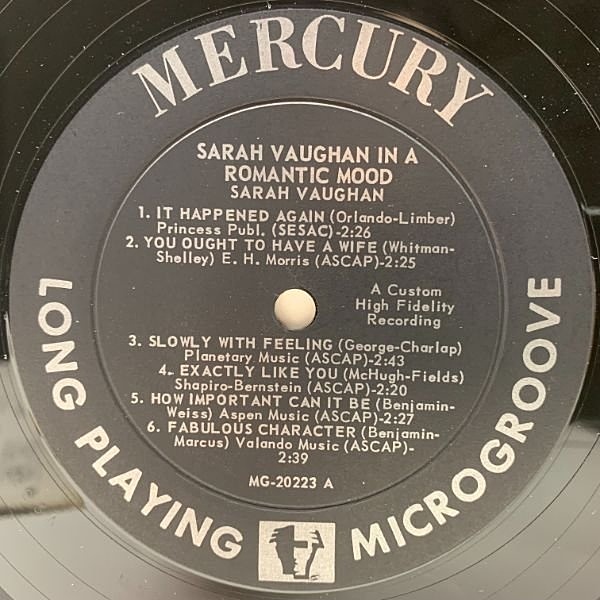 MERCURY
SARAH VAUGHAN IN A
ROMANTIC MOOD
SARAH VAUGHAN
1. IT HAPPENED AGAIN (Orlando-Limber)
Princess Publ. (SESAC)-2:26
2. YOU OUGHT TO HAVE A WIFE (Whitman-
Shelley) E. H. Morris (ASCAP)-2:25
A Custom
High Fidelity
Recording
3. SLOWLY WITH FEELING (George-Charlap)
Planetary Music (ASCAP)-2:43
4. EXACTLY LIKE YOU (McHugh-Fields)
Shapiro-Bernstein (ASCAP)-2:20
5. HOW IMPORTANT CAN IT BE (Benjamin-
Weiss) Aspen Music (ASCAP)-2:27
6. FABULOUS CHARACTER (Benjamin-
Marcus) Valando Music (ASCAP)-
2:39
MG-20223 A
LONG PLAYING MICROGROOVE